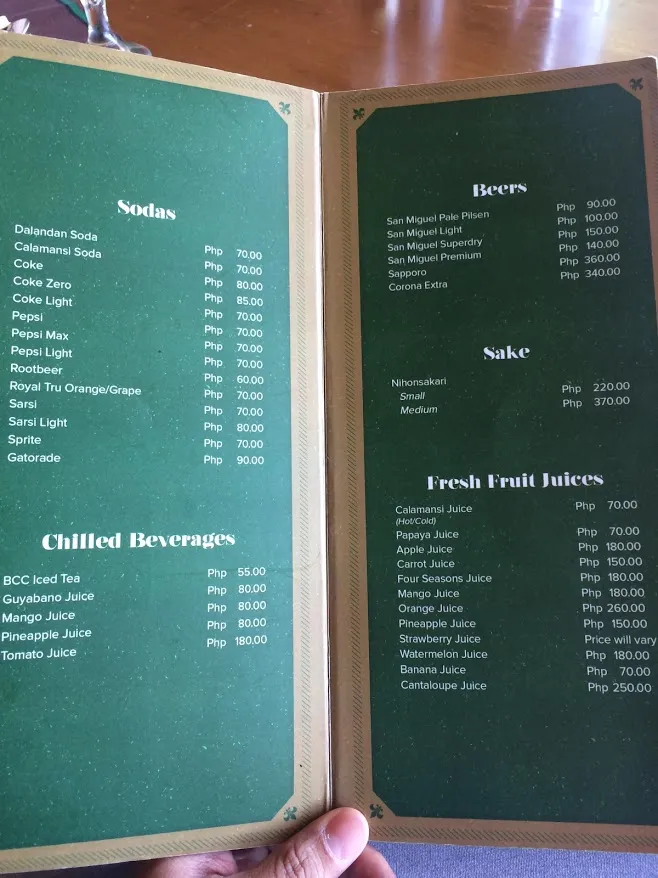 Sodas
Dalandan Soda Php 70.00
Calamansi Soda Php 70.00
Coke Php 80.00
Coke Zero Php 85.00
Coke Light Php 70.00
Pepsi Php 70.00
Pepsi Max Php 70.00
Pepsi Light Php 70.00
Rootbeer Php 60.00
Royal Tru Orange/Grape Php 70.00
Sarsi Php 70.00
Sarsi Light Php 80.00
Sprite Php 70.00
Gatorade Php 90.00
Chilled Beverages
BCC Iced Tea Php 55.00
Guyabano Juice Php 80.00
Mango Juice Php 80.00
Pineapple Juice Php 80.00
Tomato Juice Php 180.00
Beers
San Miguel Pale Pilsen Php 90.00
San Miguel Light Php 100.00
San Miguel Superdry Php 150.00
San Miguel Premium Php 140.00
Sapporo Php 360.00
Corona Extra Php 340.00
Sake
Nihonsakari
Small Php 220.00
Medium Php 370.00
Fresh Fruit Juices
Calamansi Juice Php 70.00
(Hot/Cold)
Papaya Juice Php 70.00
Apple Juice Php 180.00
Carrot Juice Php 150.00
Four Seasons Juice Php 180.00
Mango Juice Php 180.00
Orange Juice Php 260.00
Pineapple Juice Php 150.00
Strawberry Juice Price will vary
Watermelon Juice Php 180.00
Banana Juice Php 70.00
Cantaloupe Juice Php 250.00